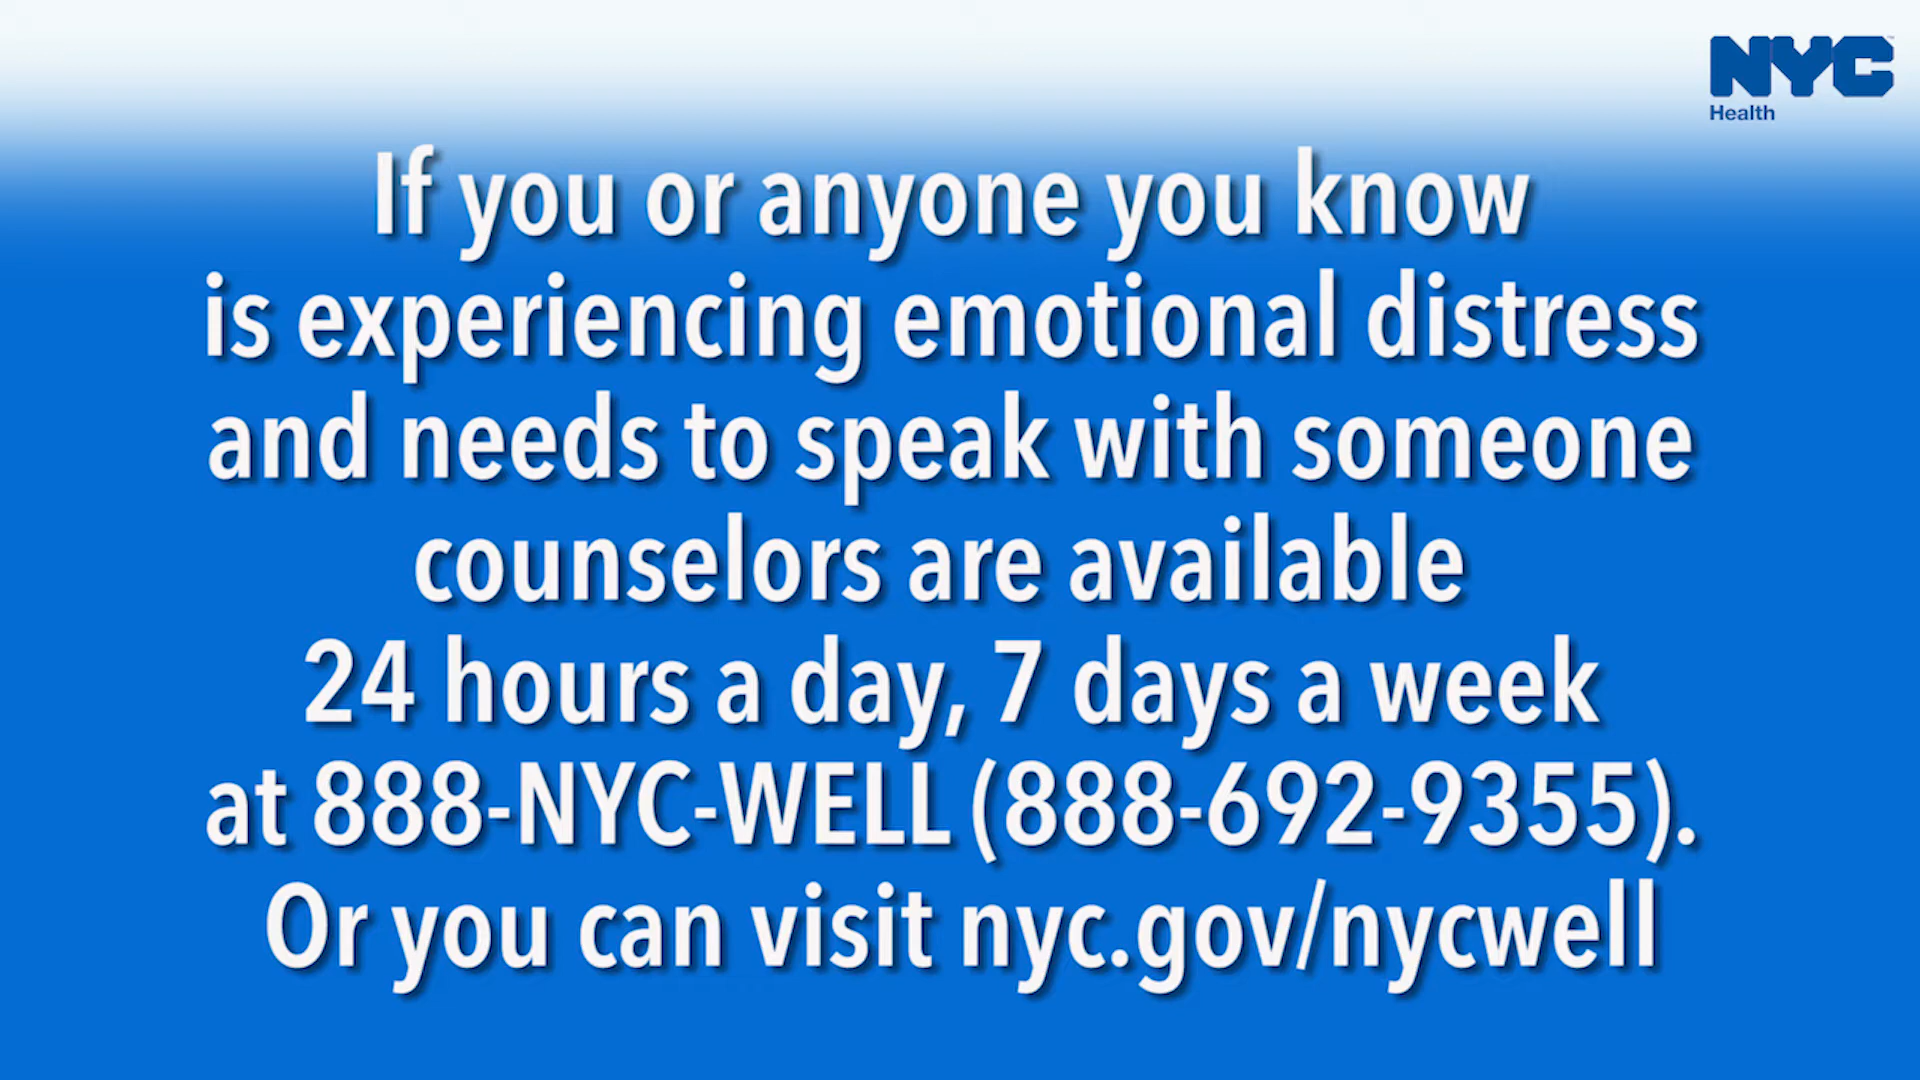 NYC
Health
If you or anyone you know
is experiencing emotional distress
and needs to speak with someone
counselors are available
24 hours a day, 7 days a week
at 888-NYC-WELL (888-692-9355).
Or you can visit nyc.gov/nycwell